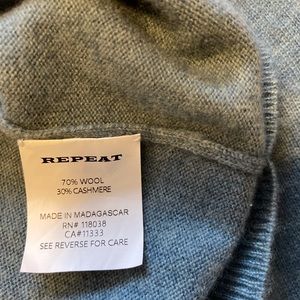 REPEAT
70% WOOL
30% CASHMERE
MADE IN MADAGASCAR
RN# 118038
CA#11333
SEE REVERSE FOR CARE